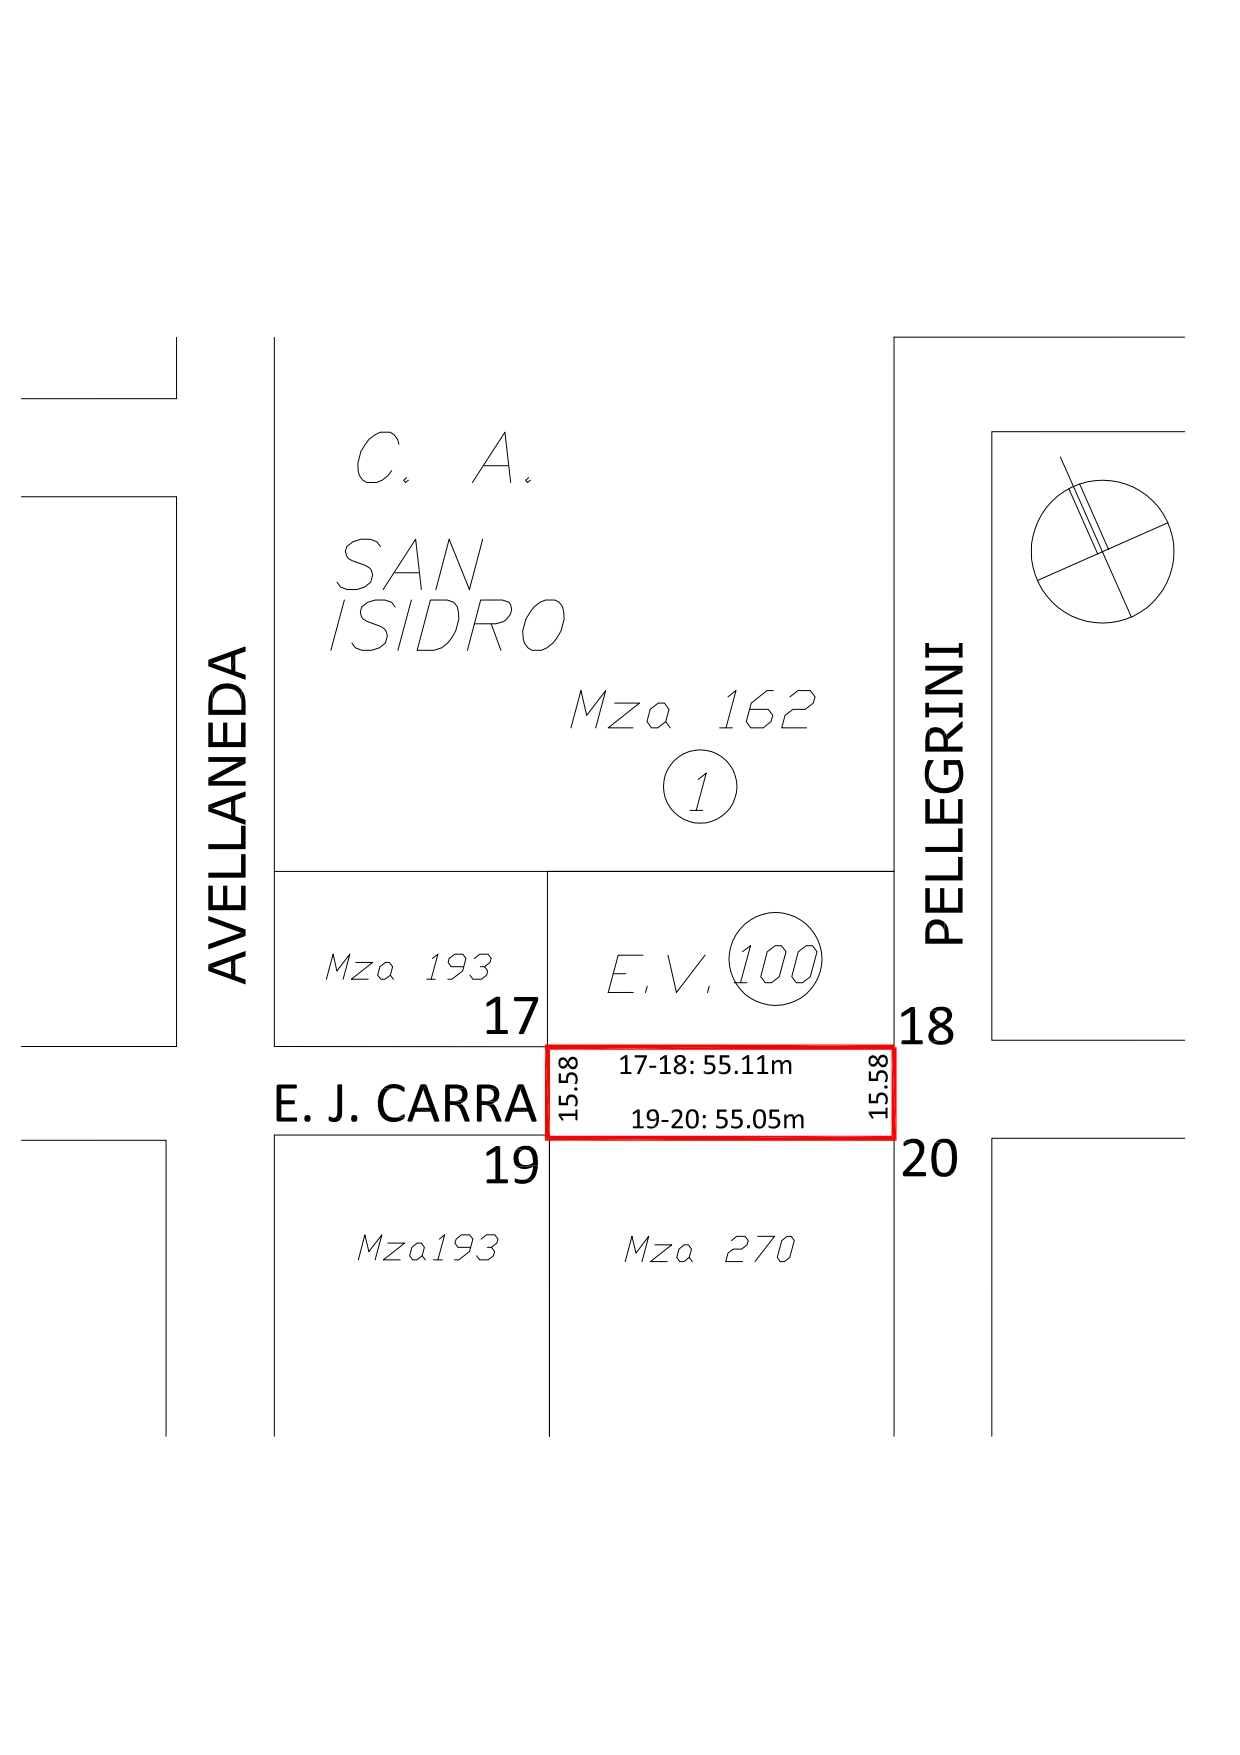 C. A.
SAN
ISIDRO
Mza 162
1
AVELLANEDA
PELLEGRINI
Mza 193
E.V. 100
17
18
15.58
17-18: 55.11m
15.58
E. J. CARRA
19-20: 55.05m
19
20
Mza193
Mza 270